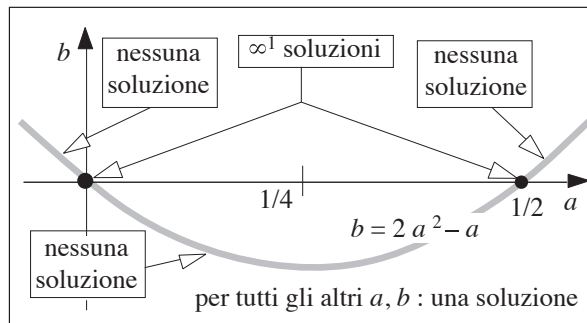 b
nessuna
soluzione
∞¹ soluzioni
nessuna
soluzione
1/4
1/2
a
b = 2 a² – a
nessuna
soluzione
per tutti gli altri a, b : una soluzione